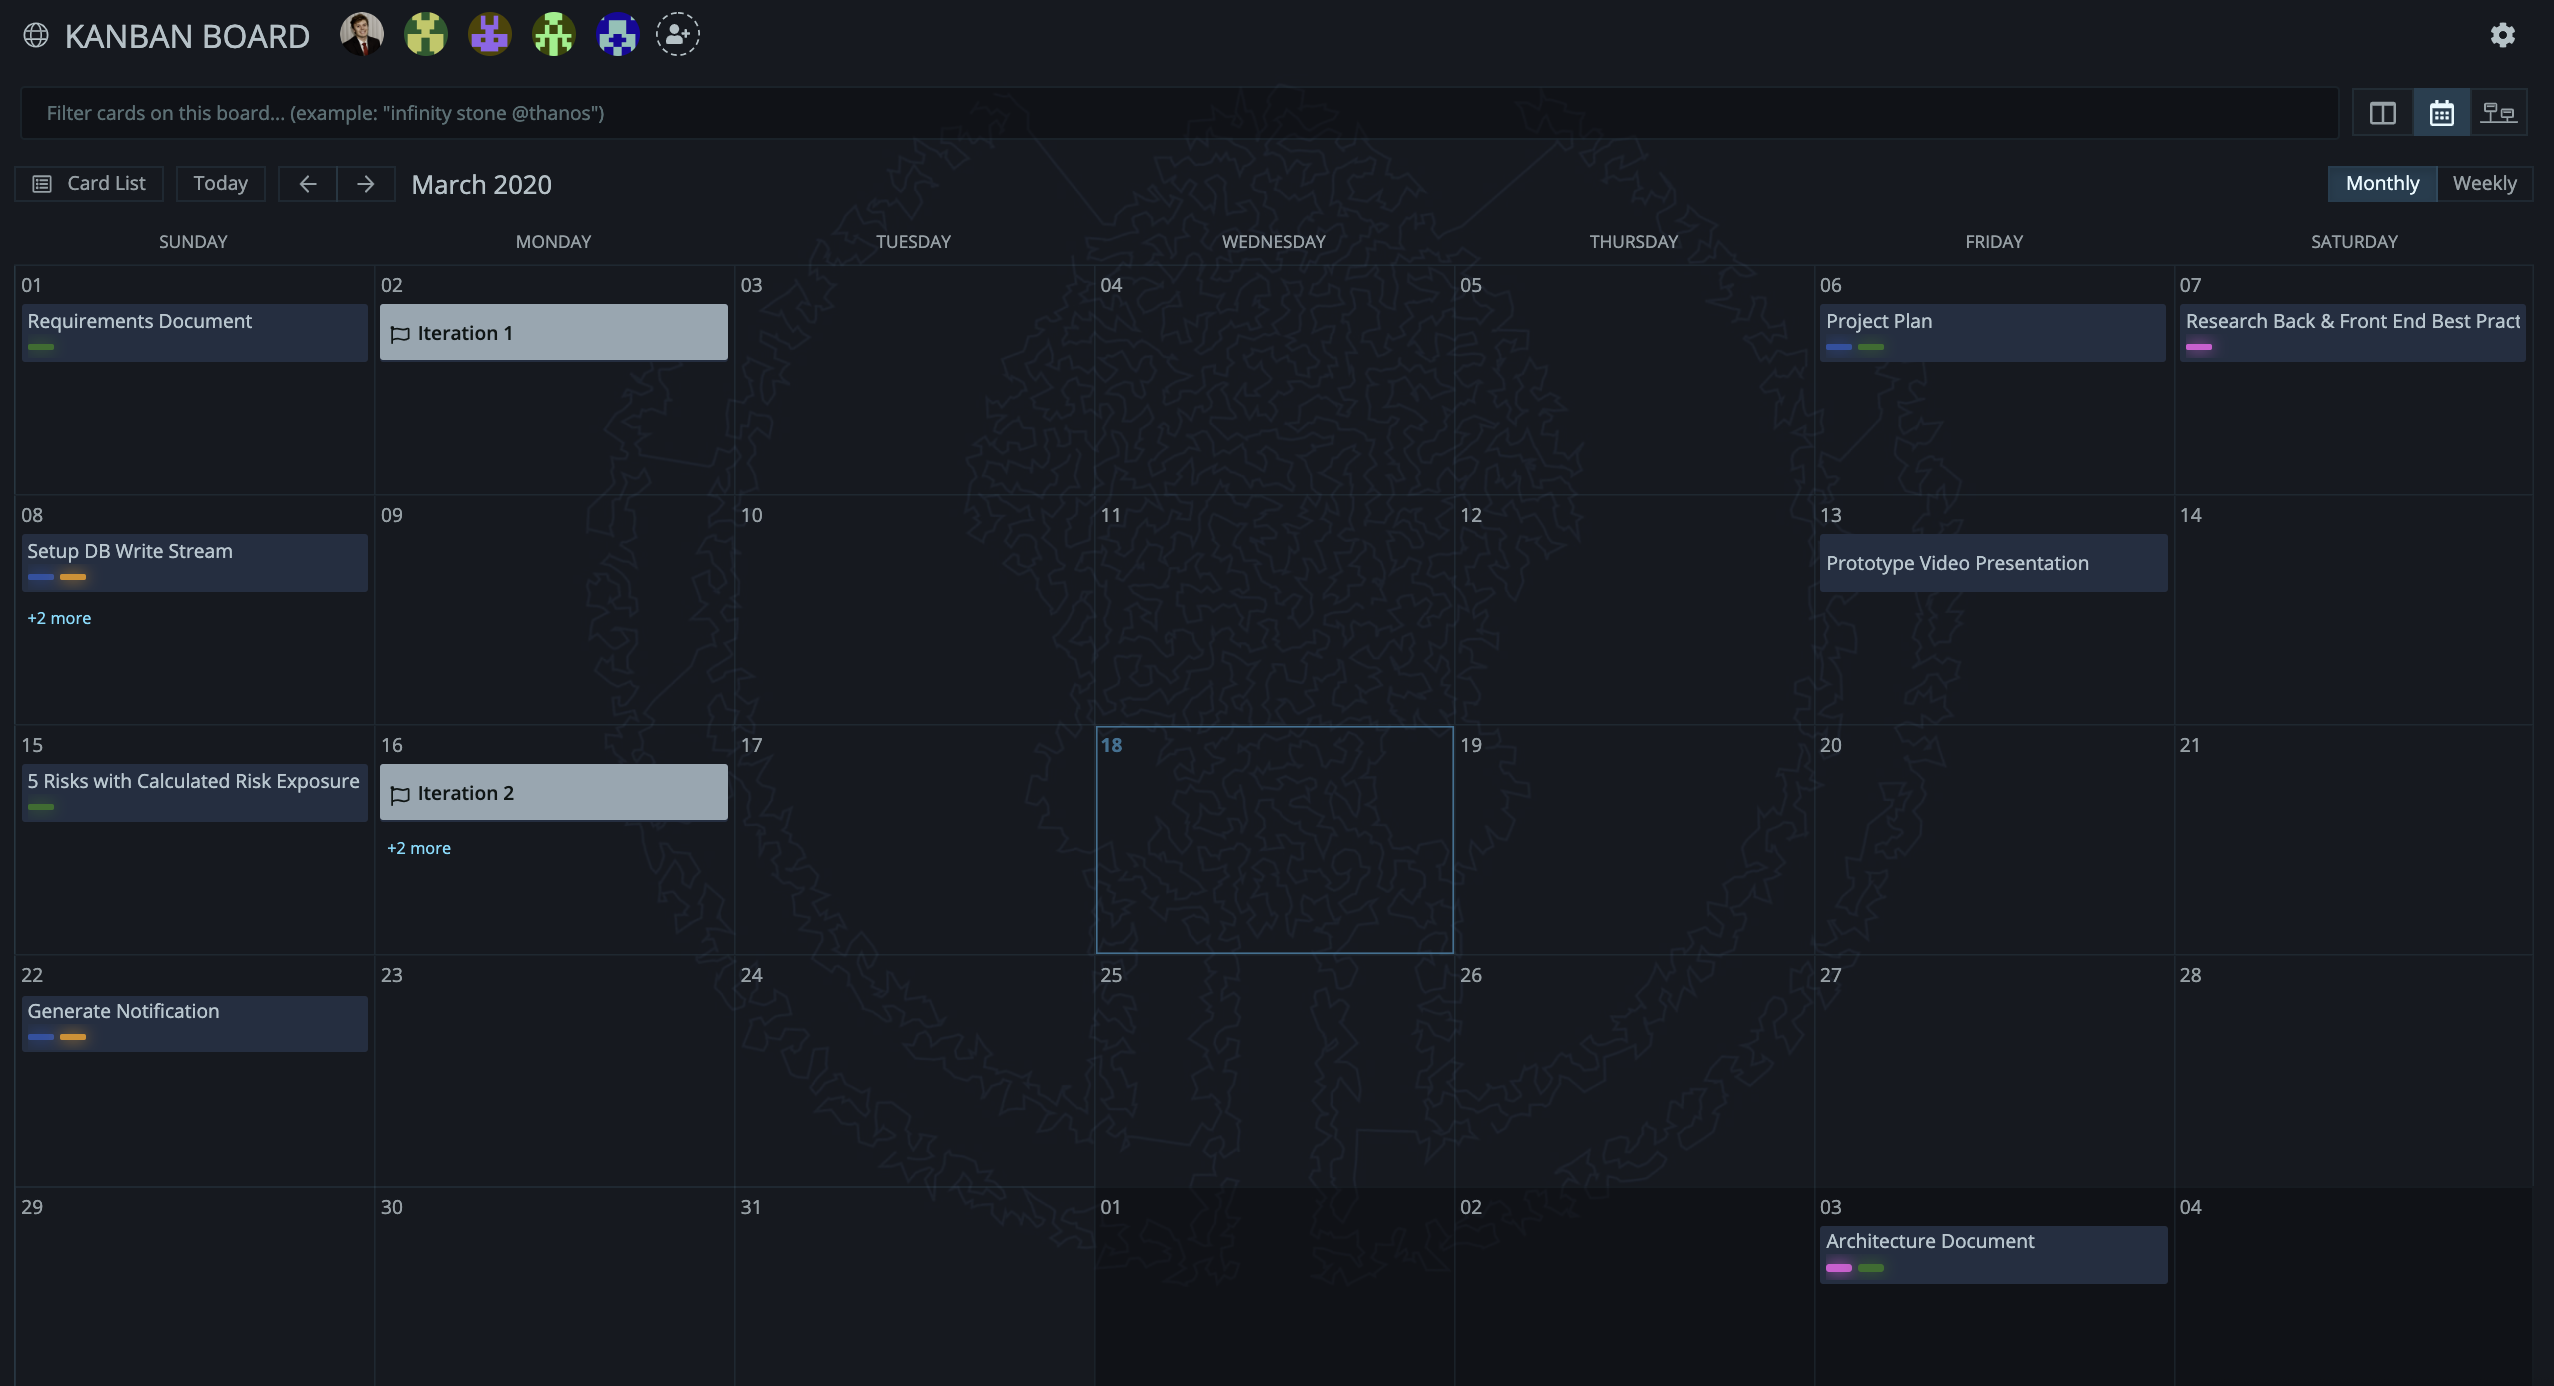 KANBAN BOARD
Filter cards on this board... (example: "infinity stone @thanos")
Card List Today March 2020 Monthly Weekly
SUNDAY MONDAY TUESDAY WEDNESDAY THURSDAY FRIDAY SATURDAY
01 02 03 04 05 06 07
Requirements Document Iteration 1 Project Plan Research Back & Front End Best Pract
08 09 10 11 12 13 14
Setup DB Write Stream Prototype Video Presentation
+2 more
15 16 17 18 19 20 21
5 Risks with Calculated Risk Exposure Iteration 2
+2 more
22 23 24 25 26 27 28
Generate Notification
29 30 31 01 02 03 04
Architecture Document